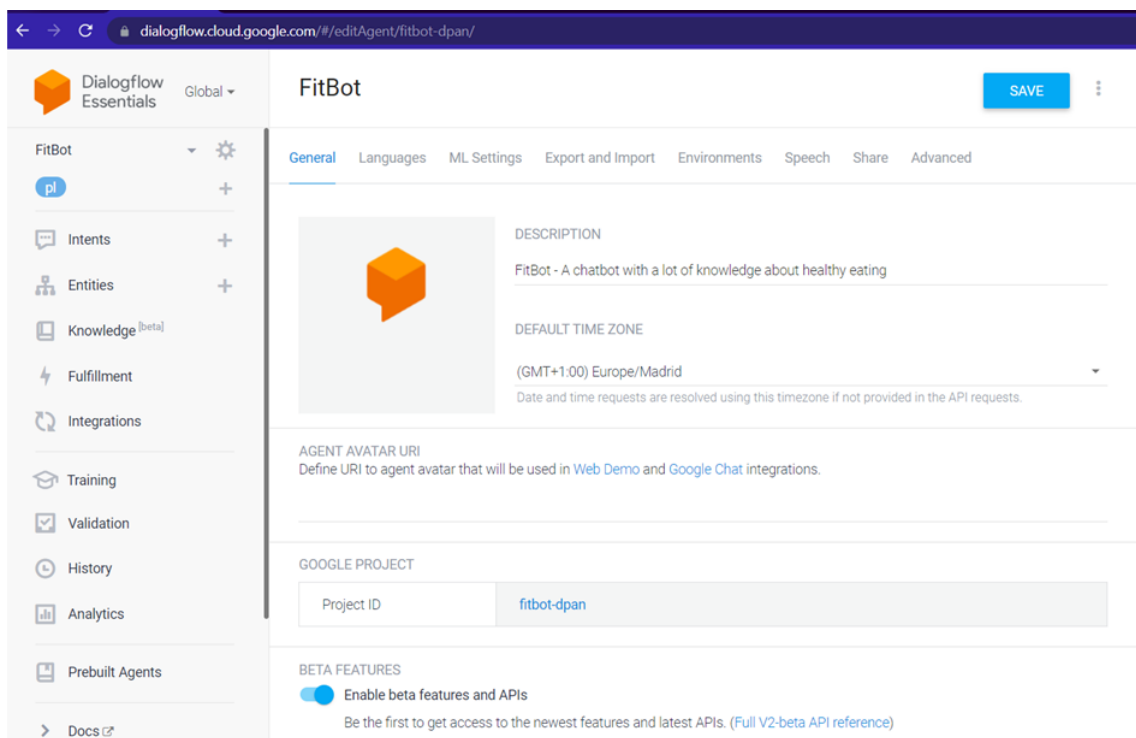 dialogflow.cloud.google.com/#/editAgent/fitbot-dpan/
Dialogflow
Essentials
Global
FitBot
SAVE
FitBot
pl
General Languages ML Settings Export and Import Environments Speech Share Advanced
Intents
Entities
Knowledge [beta]
Fulfillment
Integrations
Training
Validation
History
Analytics
Prebuilt Agents
Docs
DESCRIPTION
FitBot - A chatbot with a lot of knowledge about healthy eating
DEFAULT TIME ZONE
(GMT+1:00) Europe/Madrid
Date and time requests are resolved using this timezone if not provided in the API requests.
AGENT AVATAR URI
Define URI to agent avatar that will be used in Web Demo and Google Chat integrations.
GOOGLE PROJECT
Project ID fitbot-dpan
BETA FEATURES
Enable beta features and APIs
Be the first to get access to the newest features and latest APIs. (Full V2-beta API reference)